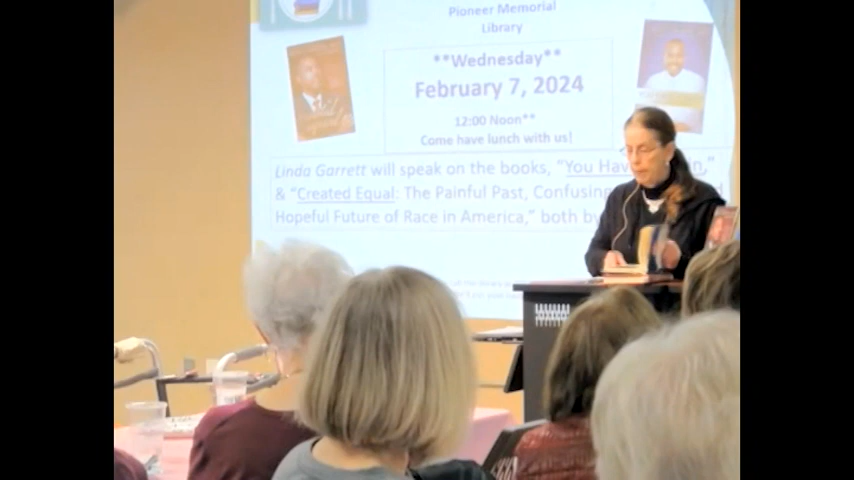 Pioneer Memorial
Library
**Wednesday**
February 7, 2024
12:00 Noon**
Come have lunch with us!
Linda Garrett will speak on the books, "You Have
& "Created Equal: The Painful Past, Confusing
Hopeful Future of Race in America," both by